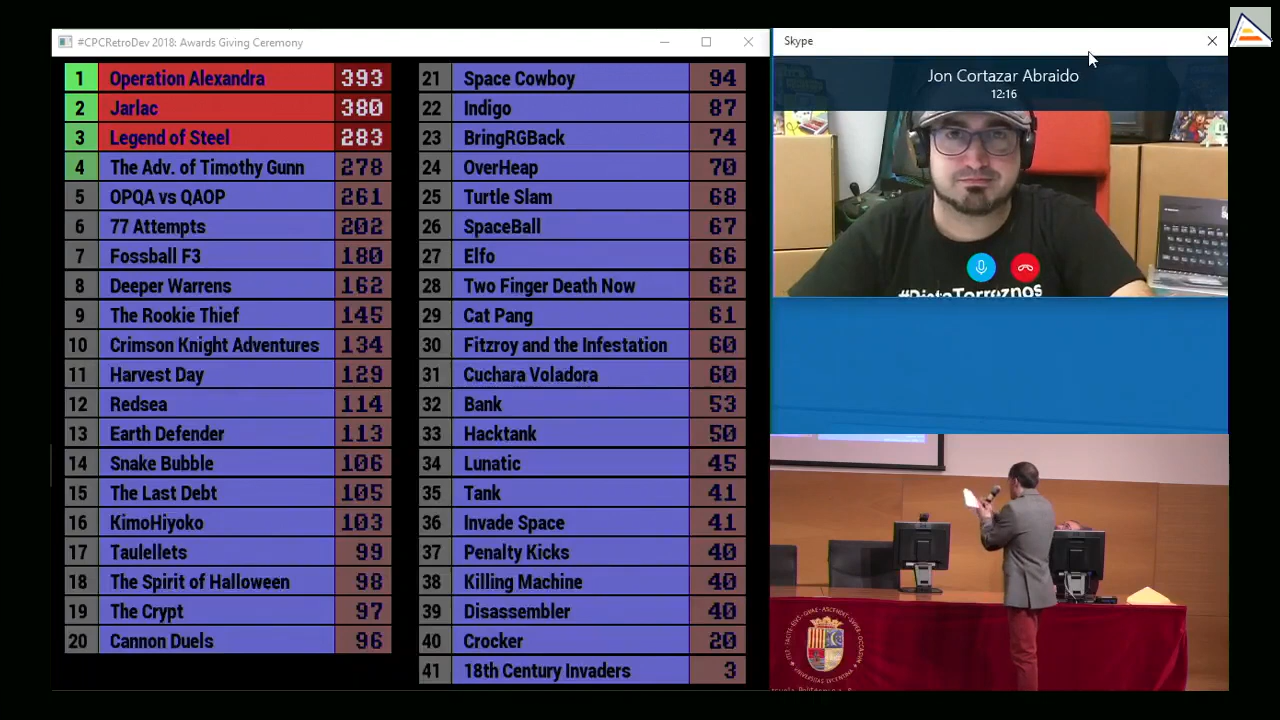 #CPCRetroDev 2018: Awards Giving Ceremony
1 Operation Alexandra 393
2 Jarlac 380
3 Legend of Steel 283
4 The Adv. of Timothy Gunn 278
5 OPQA vs QAOP 261
6 77 Attempts 202
7 Fossball F3 180
8 Deeper Warrens 162
9 The Rookie Thief 145
10 Crimson Knight Adventures 134
11 Harvest Day 129
12 Redsea 114
13 Earth Defender 113
14 Snake Bubble 106
15 The Last Debt 105
16 KimoHiyoko 103
17 Taulellets 99
18 The Spirit of Halloween 98
19 The Crypt 97
20 Cannon Duels 96
21 Space Cowboy 94
22 Indigo 87
23 BringRGBack 74
24 OverHeap 70
25 Turtle Slam 68
26 SpaceBall 67
27 Elfo 66
28 Two Finger Death Now 62
29 Cat Pang 61
30 Fitzroy and the Infestation 60
31 Cuchara Voladora 60
32 Bank 53
33 Hacktank 50
34 Lunatic 45
35 Tank 41
36 Invade Space 41
37 Penalty Kicks 40
38 Killing Machine 40
39 Disassembler 40
40 Crocker 20
41 18th Century Invaders 3
Skype
Jon Cortazar Abraido
12:16
#DietaTorreznos